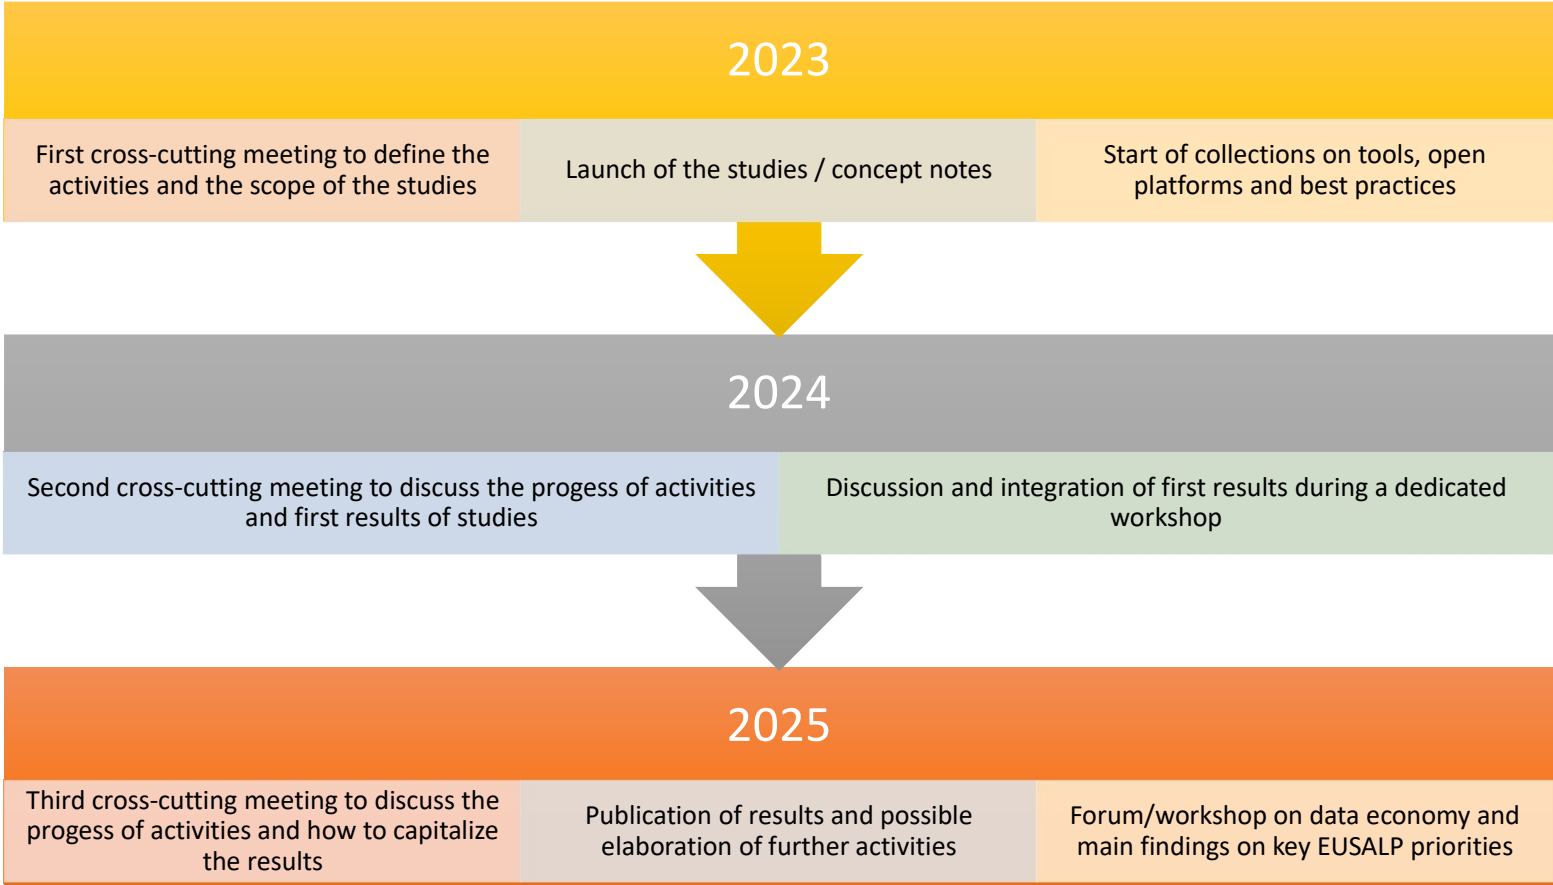 2023
First cross-cutting meeting to define the
activities and the scope of the studies
Launch of the studies / concept notes
Start of collections on tools, open
platforms and best practices
2024
Second cross-cutting meeting to discuss the progess of activities
and first results of studies
Discussion and integration of first results during a dedicated
workshop
2025
Third cross-cutting meeting to discuss the
progess of activities and how to capitalize
the results
Publication of results and possible
elaboration of further activities
Forum/workshop on data economy and
main findings on key EUSALP priorities